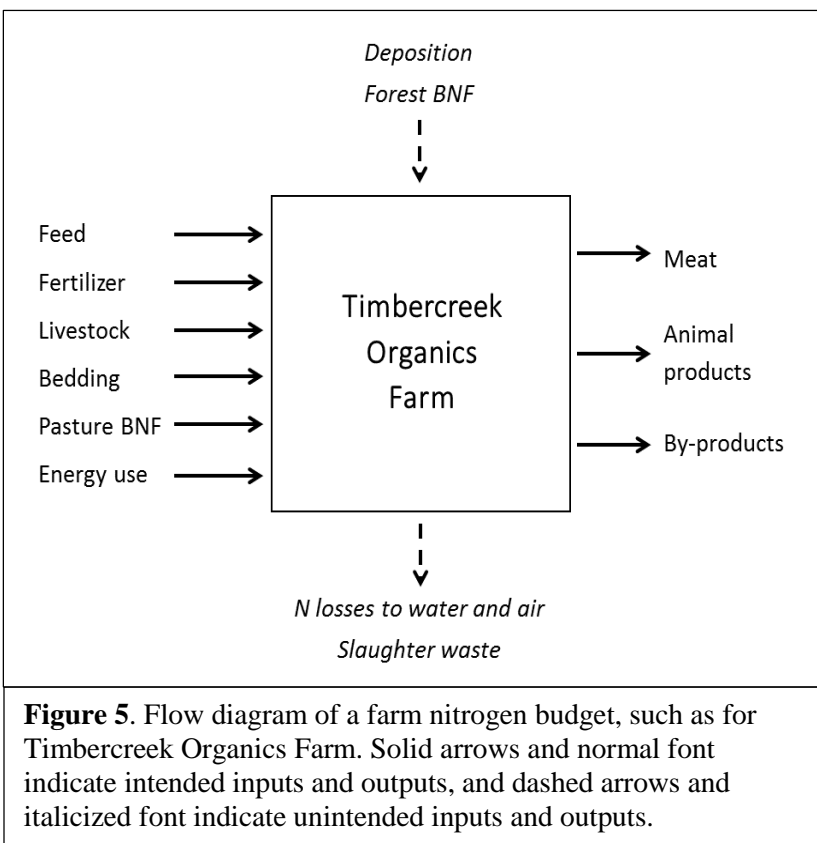 Deposition
Forest BNF
Feed
Fertilizer
Livestock
Bedding
Pasture BNF
Energy use
Timbercreek
Organics
Farm
Meat
Animal
products
By-products
N losses to water and air
Slaughter waste
Figure 5. Flow diagram of a farm nitrogen budget, such as for
Timbercreek Organics Farm. Solid arrows and normal font
indicate intended inputs and outputs, and dashed arrows and
italicized font indicate unintended inputs and outputs.